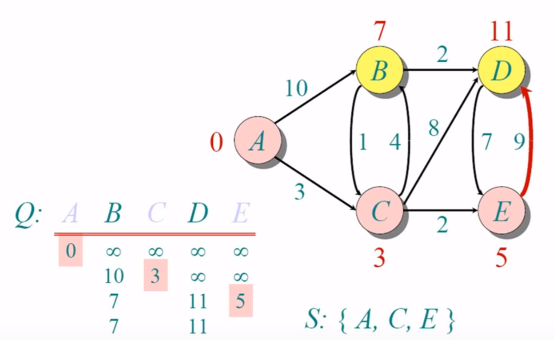 7 11
B 2 D
10
0 A 1 4 8 7 9
3
Q: A B C D E
C 2 E
0 ∞ ∞ ∞ ∞
3 5
10 3 ∞ ∞
7 11 5
7 11
S: { A, C, E }